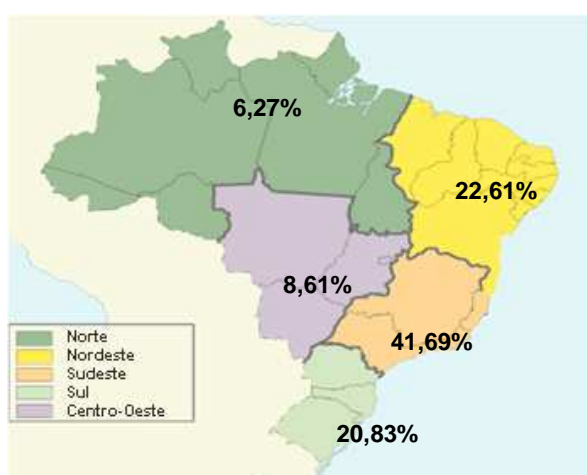 6,27%
22,61%
8,61%
41,69%
20,83%
Norte
Nordeste
Sudeste
Sul
Centro-Oeste